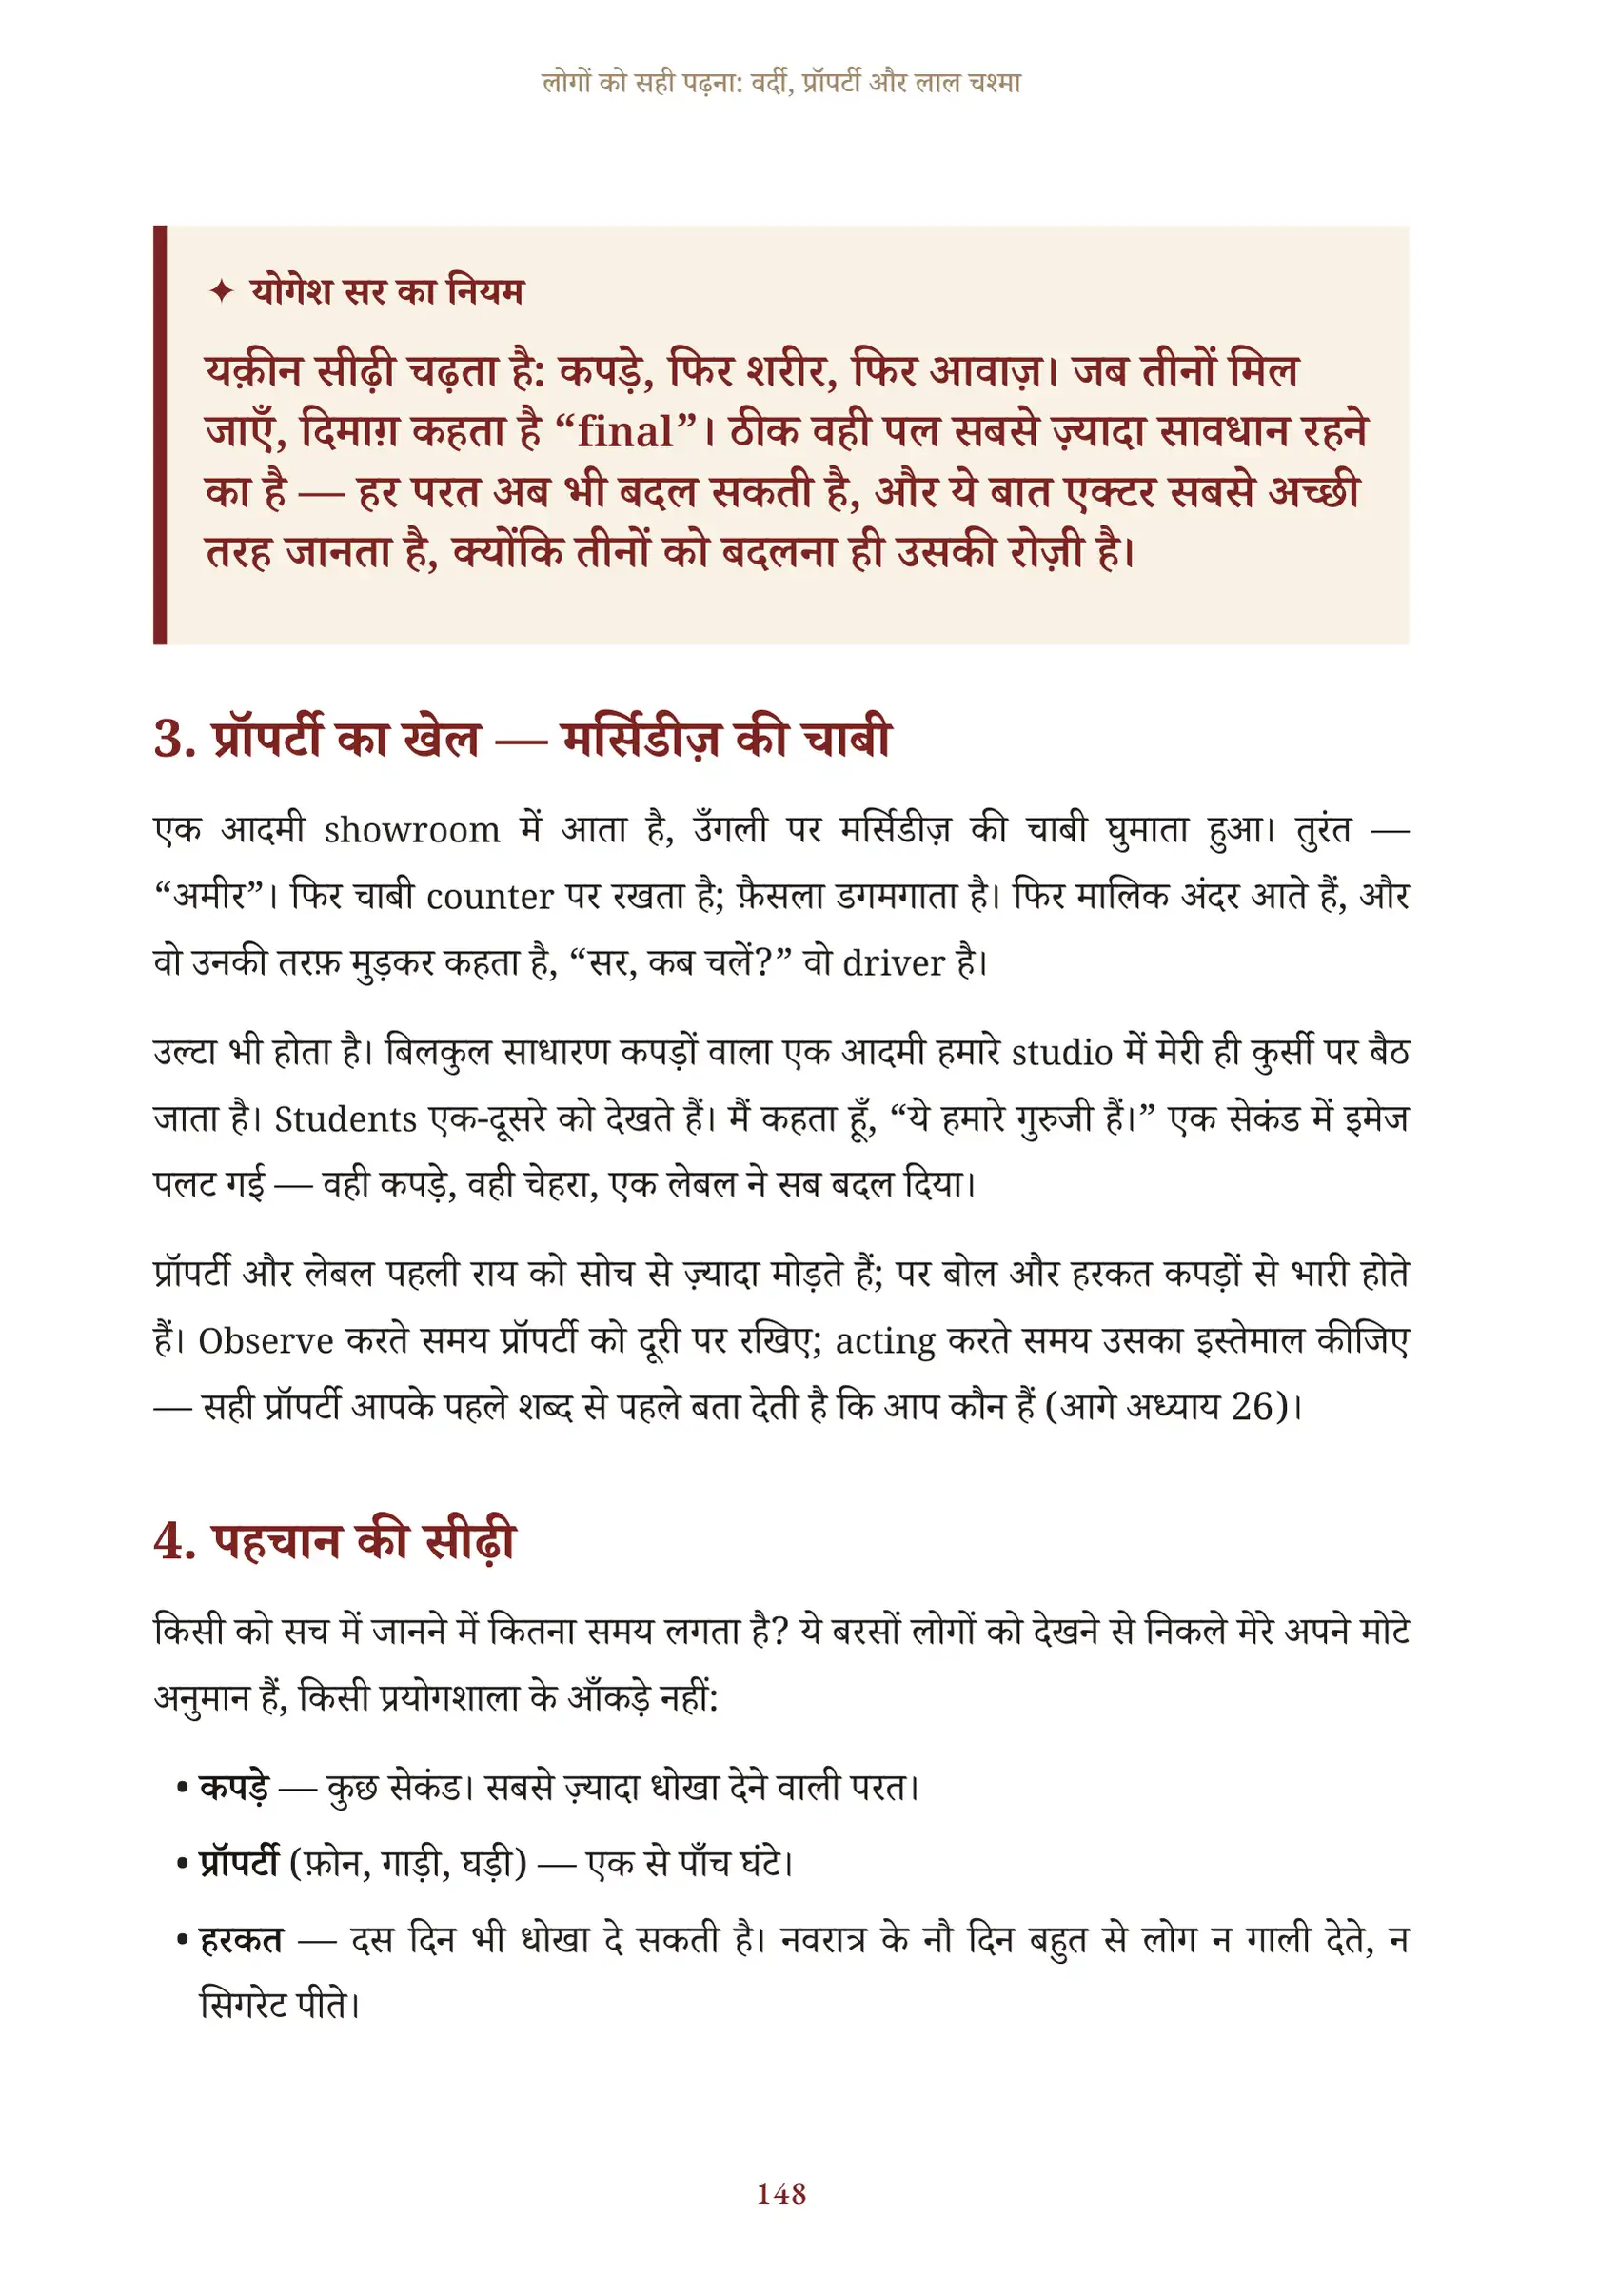 लोगों को सही पढ़ना: वर्दी, प्रॉपर्टी और लाल चश्मा
✦ योगेश सर का नियम
यक़ीन सीढ़ी चढ़ता है: कपड़े, फिर शरीर, फिर आवाज़। जब तीनों मिल
जाएँ, दिमाग़ कहता है “final”। ठीक वही पल सबसे ज़्यादा सावधान रहने
का है — हर परत अब भी बदल सकती है, और ये बात एक्टर सबसे अच्छी
तरह जानता है, क्योंकि तीनों को बदलना ही उसकी रोज़ी है।
3. प्रॉपर्टी का खेल — मर्सिडीज़ की चाबी
एक आदमी showroom में आता है, उँगली पर मर्सिडीज़ की चाबी घुमाता हुआ। तुरंत —
“अमीर”। फिर चाबी counter पर रखता है; फ़ैसला डगमगाता है। फिर मालिक अंदर आते हैं, और
वो उनकी तरफ़ मुड़कर कहता है, “सर, कब चलें?” वो driver है।
उल्टा भी होता है। बिलकुल साधारण कपड़ों वाला एक आदमी हमारे studio में मेरी ही कुर्सी पर बैठ
जाता है। Students एक-दूसरे को देखते हैं। मैं कहता हूँ, “ये हमारे गुरुजी हैं।” एक सेकंड में इमेज
पलट गई — वही कपड़े, वही चेहरा, एक लेबल ने सब बदल दिया।
प्रॉपर्टी और लेबल पहली राय को सोच से ज़्यादा मोड़ते हैं; पर बोल और हरकत कपड़ों से भारी होते
हैं। Observe करते समय प्रॉपर्टी को दूरी पर रखिए; acting करते समय उसका इस्तेमाल कीजिए
— सही प्रॉपर्टी आपके पहले शब्द से पहले बता देती है कि आप कौन हैं (आगे अध्याय 26)।
4. पहचान की सीढ़ी
किसी को सच में जानने में कितना समय लगता है? ये बरसों लोगों को देखने से निकले मेरे अपने मोटे
अनुमान हैं, किसी प्रयोगशाला के आँकड़े नहीं:
• कपड़े — कुछ सेकंड। सबसे ज़्यादा धोखा देने वाली परत।
• प्रॉपर्टी (फ़ोन, गाड़ी, घड़ी) — एक से पाँच घंटे।
• हरकत — दस दिन भी धोखा दे सकती है। नवरात्र के नौ दिन बहुत से लोग न गाली देते, न
सिगरेट पीते।
148